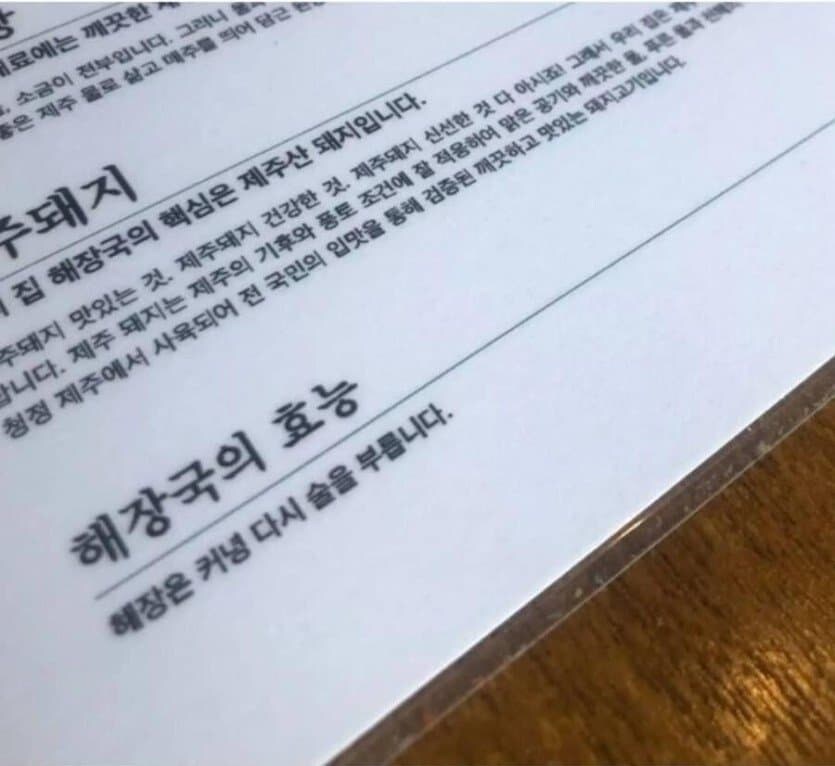 장
재료에는 깨끗한
소금이 전부입니다. 그러니
좋은 제주 물로 삶고 메주를 띄어 담근
주돼지
집 해장국의 핵심은 제주산 돼지입니다.
주돼지 맛있는 것. 제주돼지 건강한 것. 제주돼지 신선한 것 다 아시죠! 그래서 우리 집은
합니다. 제주 돼지는 제주의 기후와 풍토 조건에 잘 적용하여 맑은 공기와 깨끗한 물, 푸른 풀과
청정 제주에서 사육되어 전 국민의 입맛을 통해 검증된 깨끗하고 맛있는 돼지고기입니다.
해장국의 효능
해장은 커녕 다시 술을 부릅니다.